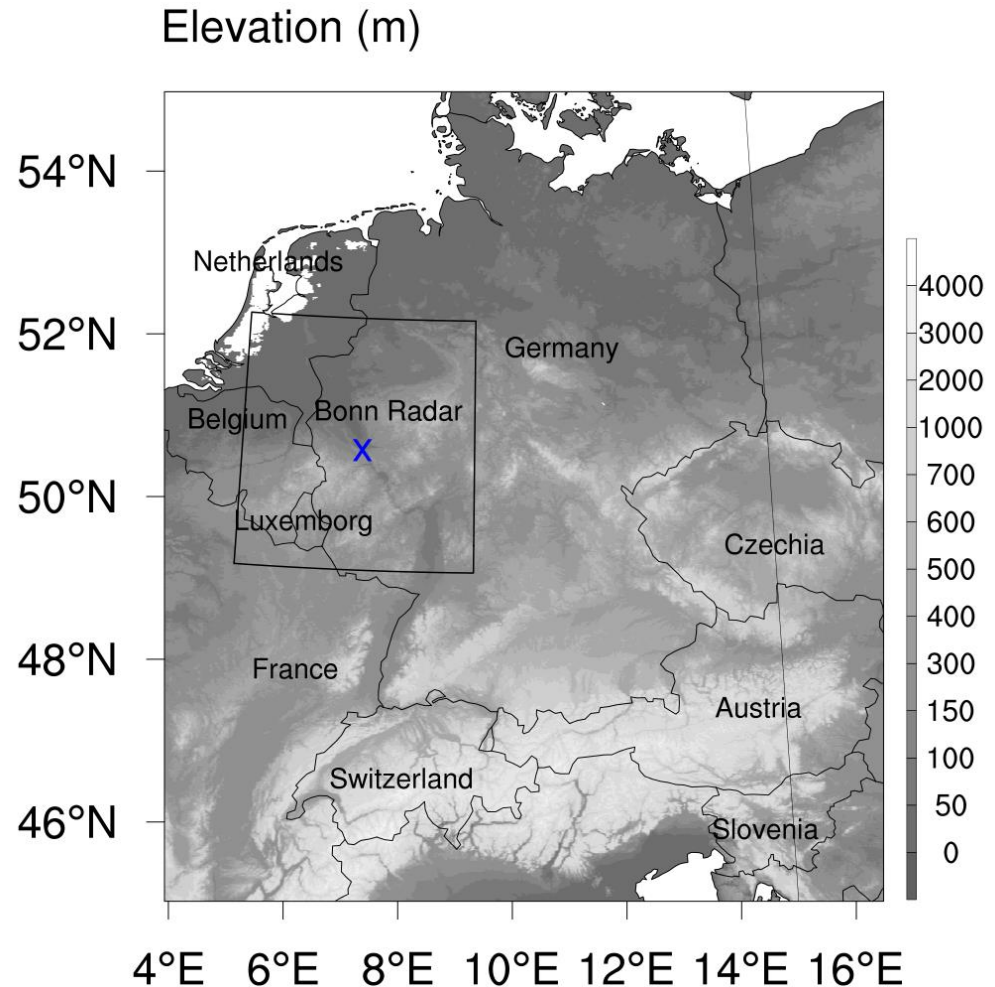 Elevation (m)
54°N
52°N
50°N
48°N
46°N
Netherlands
Germany
Belgium
Bonn Radar
X
Luxemborg
Czechia
France
Austria
Switzerland
Slovenia
4000
3000
2000
1000
700
600
500
400
300
150
100
50
0
4°E 6°E 8°E 10°E 12°E 14°E 16°E